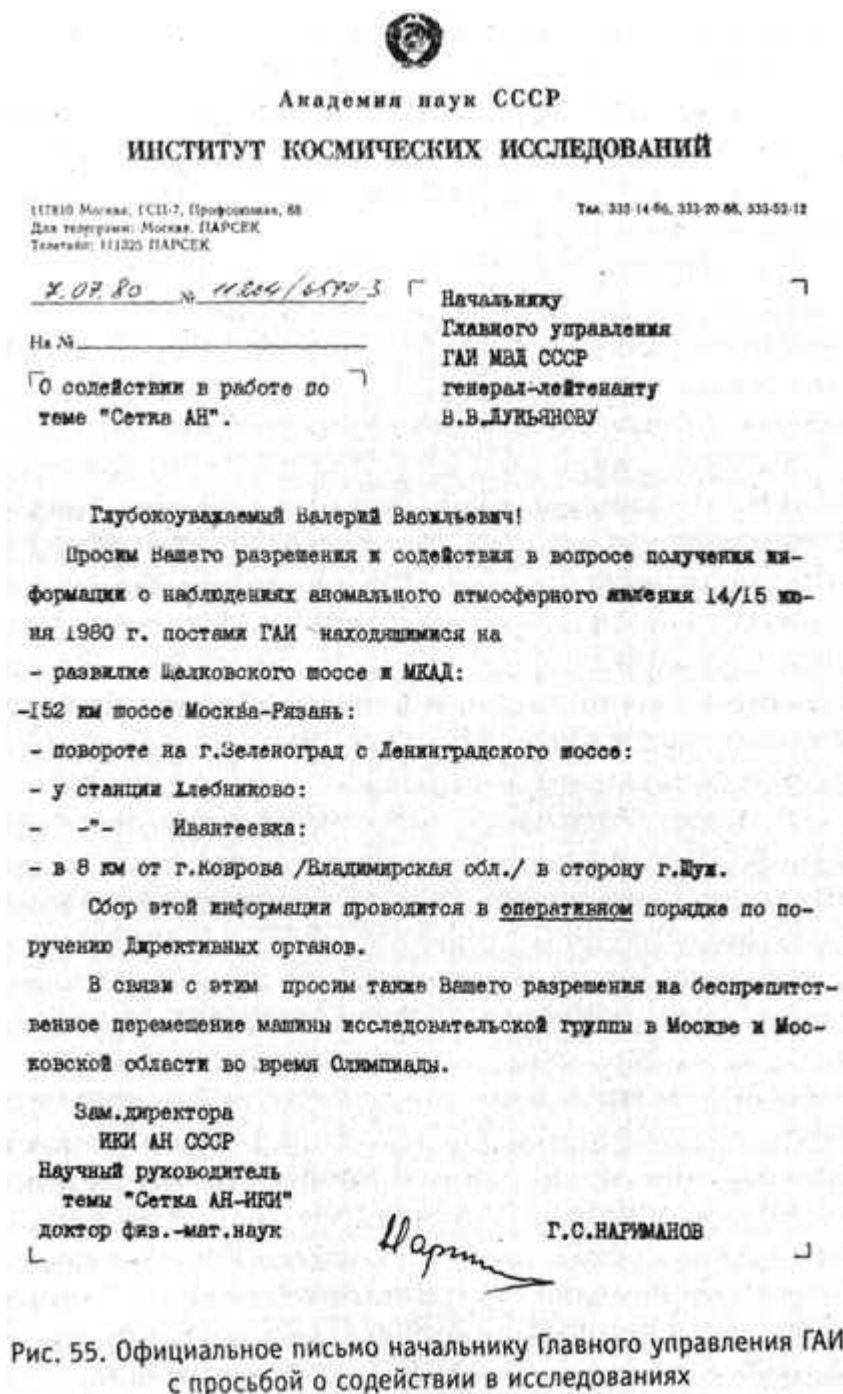 Академия наук СССР
ИНСТИТУТ КОСМИЧЕСКИХ ИССЛЕДОВАНИЙ
117810 Москва, ГСП-7, Профсоюзная, 88
Для телеграмм: Москва, ПАРСЕК
Телетайп: 111325 ПАРСЕК
Тел. 333-14-66, 333-20-88, 333-52-12
7.07.80 №
На №
О содействии в работе по
теме "Сетка АН".
Начальнику
Главного управления
ГАИ МВД СССР
генерал-лейтенанту
В.В.ЛУКЬЯНОВУ
Глубокоуважаемый Валерий Васильевич!
Просим Вашего разрешения и содействия в вопросе получения ин-
формации о наблюдениях аномального атмосферного явления 14/15 ию-
ня 1980 г. постами ГАИ находящимися на
- развилке Щелковского шоссе и МКАД:
-152 км шоссе Москва-Рязань:
- повороте на г.Зеленоград с Ленинградского шоссе:
- у станции Хлебниково:
- -"- Ивантеевка:
- в 8 км от г.Коврова /Владимирская обл./ в сторону г.Шуи.
Сбор этой информации проводится в оперативном порядке по по-
ручению Директивных органов.
В связи с этим просим также Вашего разрешения на беспрепятст-
венное перемещение машины исследовательской группы в Москве и Мос-
ковской области во время Олимпиады.
Зам.директора
ИКИ АН СССР
Научный руководитель
темы "Сетка АН-ИКИ"
доктор физ.-мат.наук
Г.С.НАРИМАНОВ
Рис. 55. Официальное письмо начальнику Главного управления ГАИ
с просьбой о содействии в исследованиях